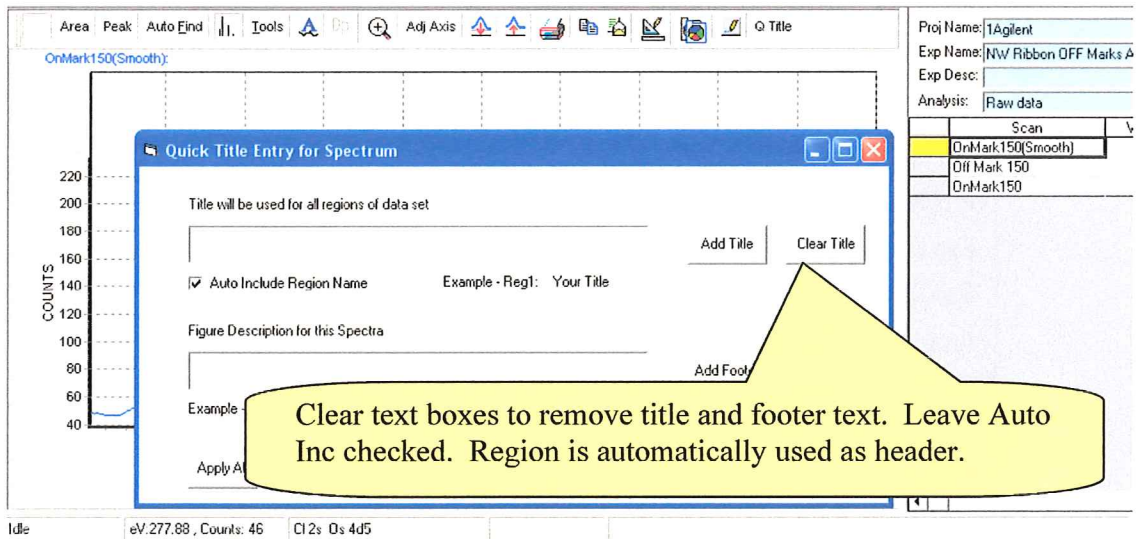 Area Peak Auto Find Tools Adj Axis Q Title
OnMark150(Smooth):
220
200
180
160
140
120
100
80
60
40
COUNTS
Quick Title Entry for Spectrum
Title will be used for all regions of data set
Add Title Clear Title
Auto Include Region Name Example - Reg1: Your Title
Figure Description for this Spectra
Add
Example -
Apply
Clear text boxes to remove title and footer text. Leave Auto
Inc checked. Region is automatically used as header.
Proj Name: 1Agilent
Exp Name: NW Ribbon OFF Marks A
Exp Desc:
Analysis: Raw data
Scan
OnMark150(Smooth)
Off Mark 150
OnMark150
Idle eV.277.88 , Counts: 46 Cl 2s Os 4d5